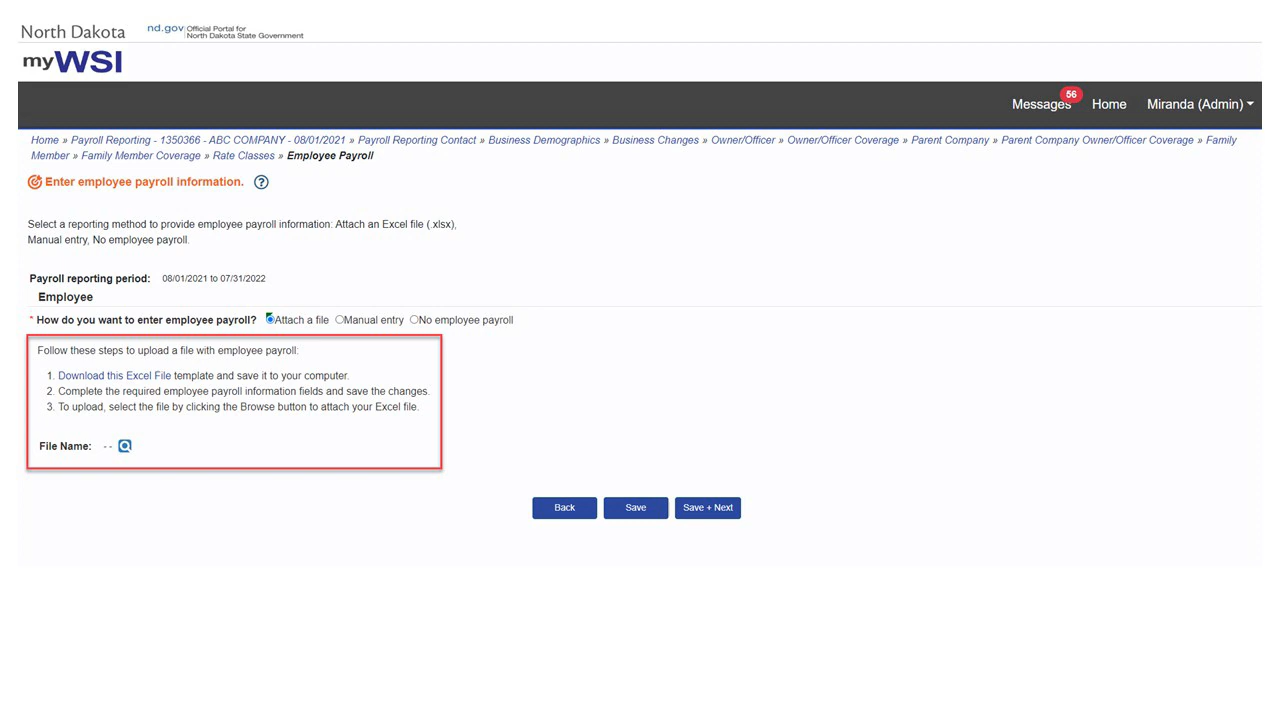 North Dakota nd.gov Official Portal for
North Dakota State Government
myWSI
Messages 56 Home Miranda (Admin)
Home » Payroll Reporting - 1350366 - ABC COMPANY - 08/01/2021 » Payroll Reporting Contact » Business Demographics » Business Changes » Owner/Officer » Owner/Officer Coverage » Parent Company » Parent Company Owner/Officer Coverage » Family
Member » Family Member Coverage » Rate Classes » Employee Payroll
Enter employee payroll information. ?
Select a reporting method to provide employee payroll information: Attach an Excel file (.xlsx),
Manual entry, No employee payroll.
Payroll reporting period: 08/01/2021 to 07/31/2022
Employee
* How do you want to enter employee payroll? Attach a file Manual entry No employee payroll
Follow these steps to upload a file with employee payroll:
1. Download this Excel File template and save it to your computer.
2. Complete the required employee payroll information fields and save the changes.
3. To upload, select the file by clicking the Browse button to attach your Excel file.
File Name: - -
Back Save Save + Next